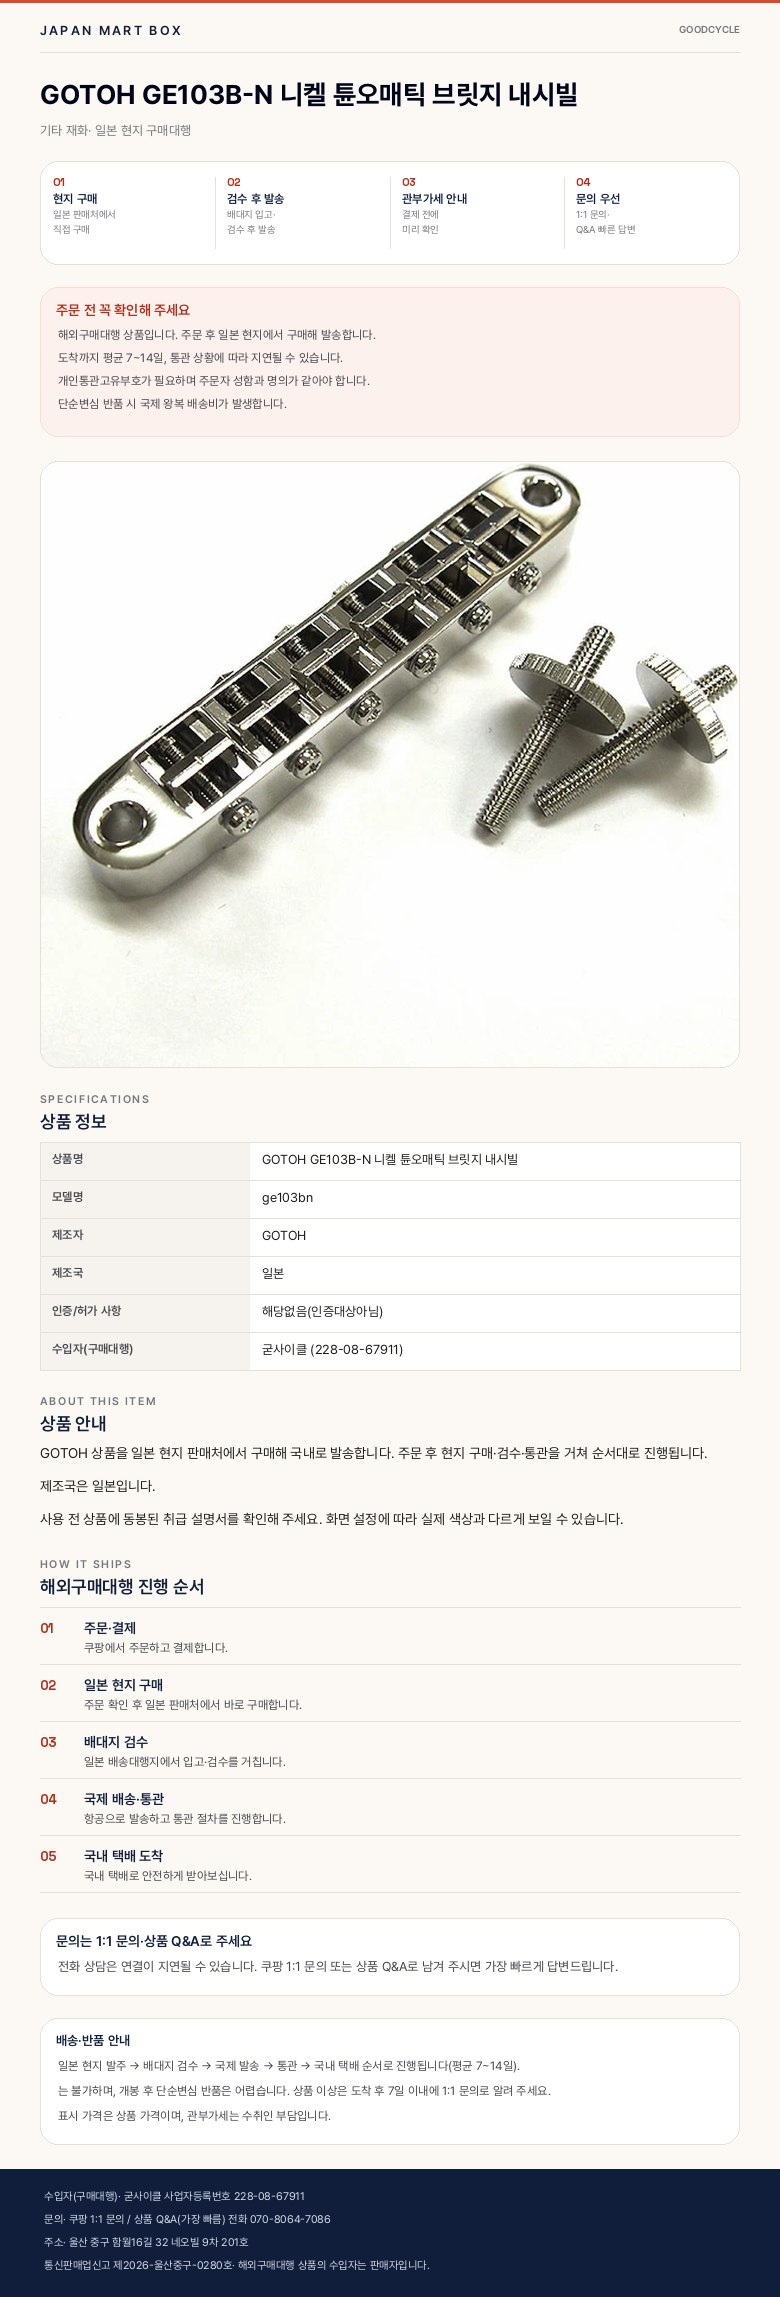 JAPAN MART BOX
GOODCYCLE
GOTOH GE103B-N 니켈 튠오매틱 브릿지 내시빌
기타 재화· 일본 현지 구매대행
01
현지 구매
일본 판매처에서
직접 구매
02
검수 후 발송
배대지 입고·
검수 후 발송
03
관부가세 안내
결제 전에
미리 확인
04
문의 우선
1:1 문의·
Q&A 빠른 답변
주문 전 꼭 확인해 주세요
해외구매대행 상품입니다. 주문 후 일본 현지에서 구매해 발송합니다.
도착까지 평균 7~14일, 통관 상황에 따라 지연될 수 있습니다.
개인통관고유부호가 필요하며 주문자 성함과 명의가 같아야 합니다.
단순변심 반품 시 국제 왕복 배송비가 발생합니다.
SPECIFICATIONS
상품 정보
상품명 GOTOH GE103B-N 니켈 튠오매틱 브릿지 내시빌
모델명 ge103bn
제조자 GOTOH
제조국 일본
인증/허가 사항 해당없음(인증대상아님)
수입자(구매대행) 굳사이클 (228-08-67911)
ABOUT THIS ITEM
상품 안내
GOTOH 상품을 일본 현지 판매처에서 구매해 국내로 발송합니다. 주문 후 현지 구매·검수·통관을 거쳐 순서대로 진행됩니다.
제조국은 일본입니다.
사용 전 상품에 동봉된 취급 설명서를 확인해 주세요. 화면 설정에 따라 실제 색상과 다르게 보일 수 있습니다.
HOW IT SHIPS
해외구매대행 진행 순서
01 주문·결제
쿠팡에서 주문하고 결제합니다.
02 일본 현지 구매
주문 확인 후 일본 판매처에서 바로 구매합니다.
03 배대지 검수
일본 배송대행지에서 입고·검수를 거칩니다.
04 국제 배송·통관
항공으로 발송하고 통관 절차를 진행합니다.
05 국내 택배 도착
국내 택배로 안전하게 받아보십니다.
문의는 1:1 문의·상품 Q&A로 주세요
전화 상담은 연결이 지연될 수 있습니다. 쿠팡 1:1 문의 또는 상품 Q&A로 남겨 주시면 가장 빠르게 답변드립니다.
배송·반품 안내
일본 현지 발주 → 배대지 검수 → 국제 발송 → 통관 → 국내 택배 순서로 진행됩니다(평균 7~14일).
는 불가하며, 개봉 후 단순변심 반품은 어렵습니다. 상품 이상은 도착 후 7일 이내에 1:1 문의로 알려 주세요.
표시 가격은 상품 가격이며, 관부가세는 수취인 부담입니다.
수입자(구매대행)· 굳사이클 사업자등록번호 228-08-67911
문의· 쿠팡 1:1 문의 / 상품 Q&A(가장 빠름) 전화 070-8064-7086
주소· 울산 중구 함월16길 32 네오빌 9차 201호
통신판매업신고 제2026-울산중구-0280호· 해외구매대행 상품의 수입자는 판매자입니다.